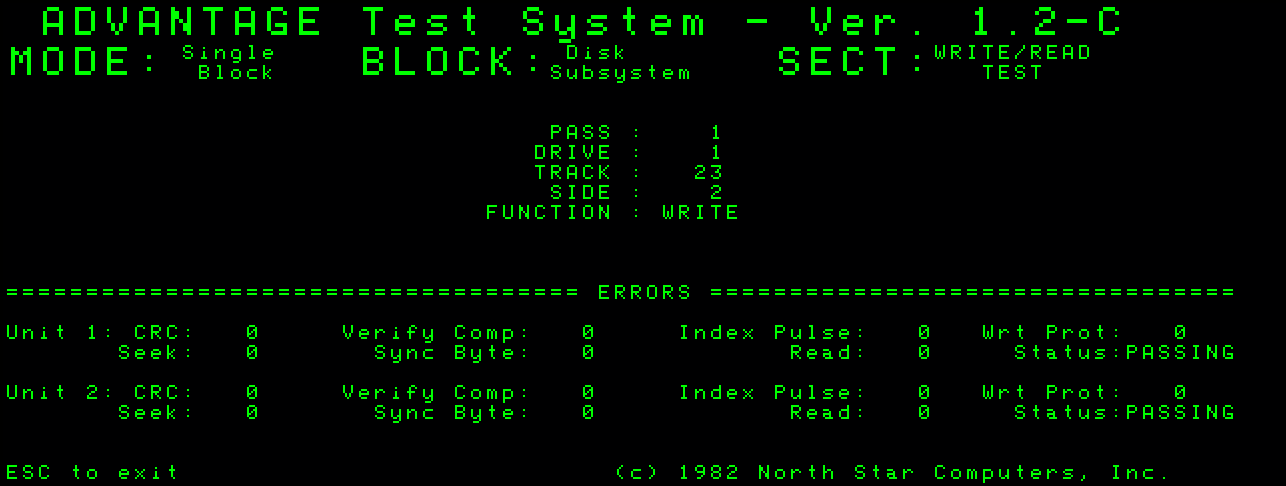 ADVANTAGE Test System - Ver. 1.2-C
MODE: Single Block BLOCK: Disk Subsystem SECT: WRITE/READ TEST
PASS : 1
DRIVE : 1
TRACK : 23
SIDE : 2
FUNCTION : WRITE
==================================== ERRORS =================================
Unit 1: CRC: 0 Verify Comp: 0 Index Pulse: 0 Wrt Prot: 0
Seek: 0 Sync Byte: 0 Read: 0 Status:PASSING
Unit 2: CRC: 0 Verify Comp: 0 Index Pulse: 0 Wrt Prot: 0
Seek: 0 Sync Byte: 0 Read: 0 Status:PASSING
ESC to exit (c) 1982 North Star Computers, Inc.